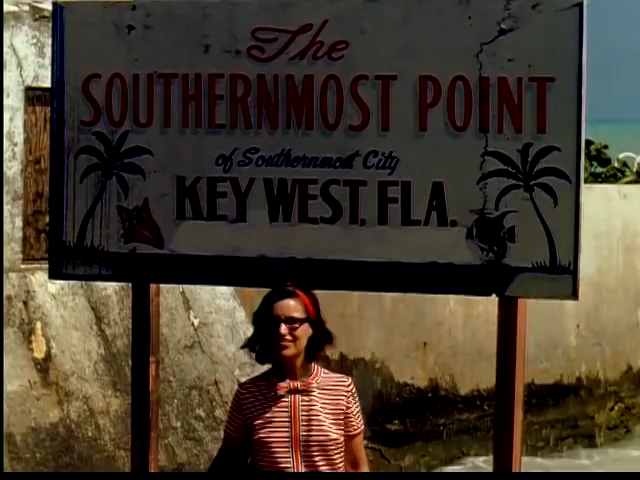 The
SOUTHERNMOST POINT
of Southernmost City
KEY WEST, FLA.